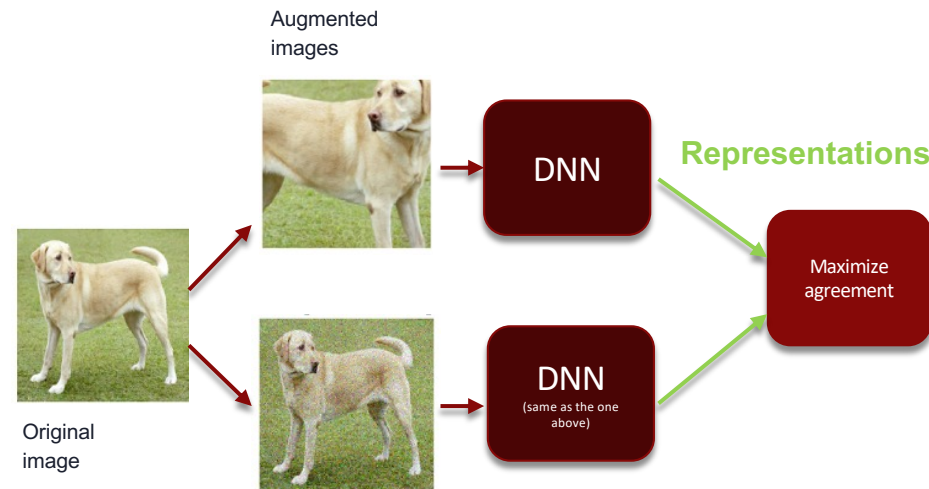 Augmented
images
DNN
Representations
Maximize
agreement
DNN
(same as the one
above)
Original
image